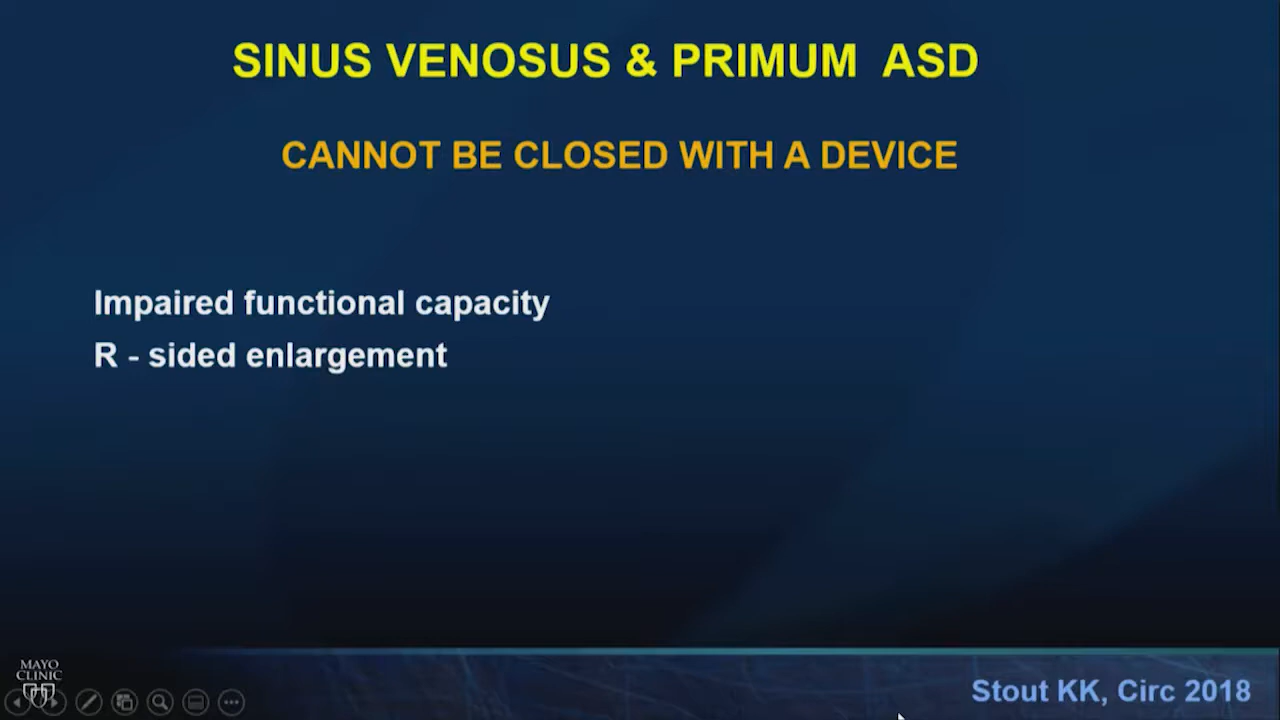 SINUS VENOSUS & PRIMUM ASD
CANNOT BE CLOSED WITH A DEVICE
Impaired functional capacity
R - sided enlargement
MAYO
CLINIC
Stout KK, Circ 2018